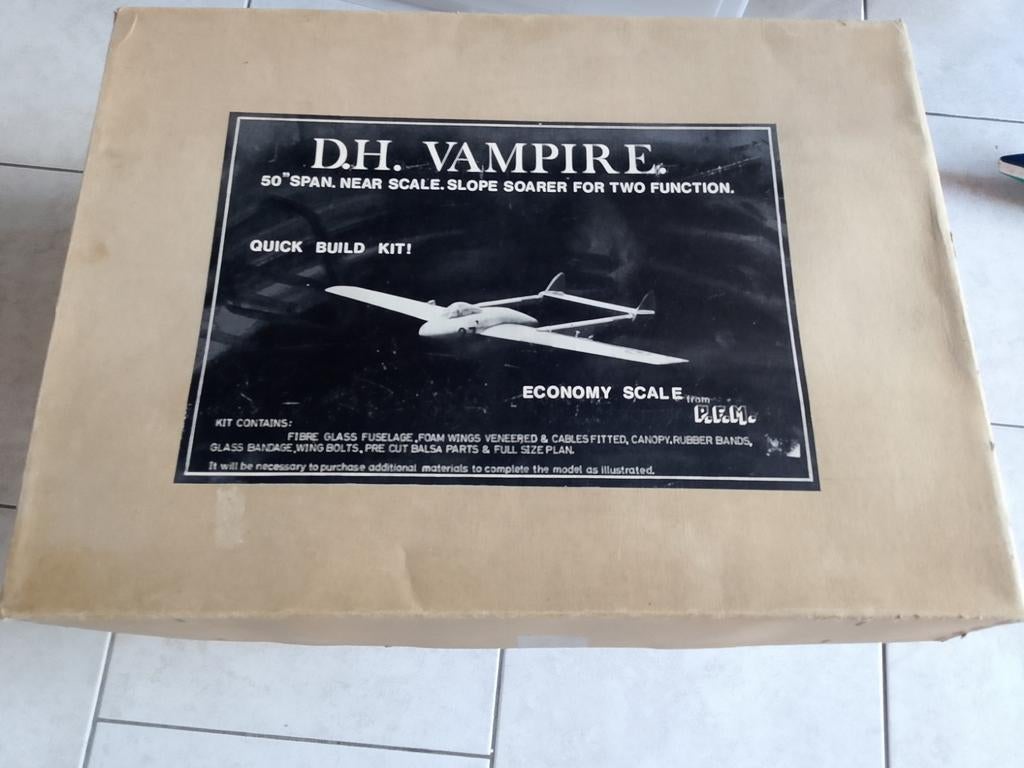 D.H. VAMPIRE.
50" SPAN. NEAR SCALE. SLOPE SOARER FOR TWO FUNCTION.
QUICK BUILD KIT!
ECONOMY SCALE from
P.F.M.
KIT CONTAINS:
FIBRE GLASS FUSELAGE, FOAM WINGS VENEERED & CABLES FITTED, CANOPY, RUBBER BANDS,
GLASS BANDAGE, WING BOLTS, PRE CUT BALSA PARTS & FULL SIZE PLAN.
It will be necessary to purchase additional materials to complete the model as illustrated.